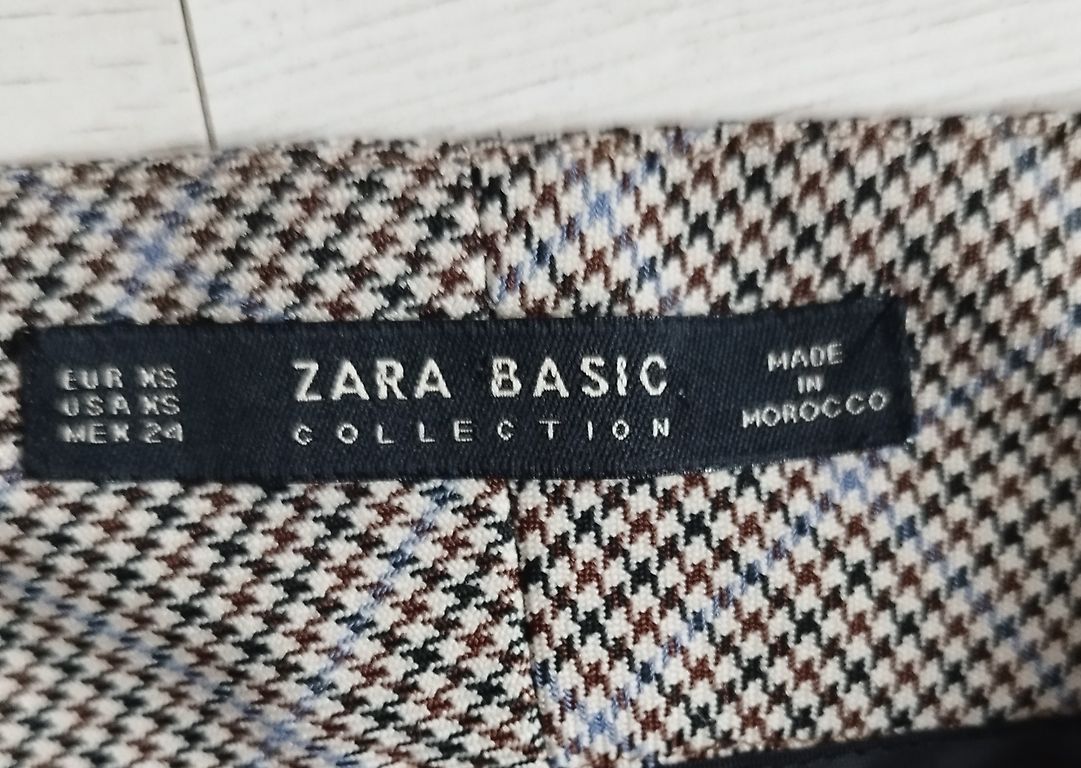 EUR XS
USA XS
MEX 24
ZARA BASIC
COLLECTION
MADE
IN
MOROCCO